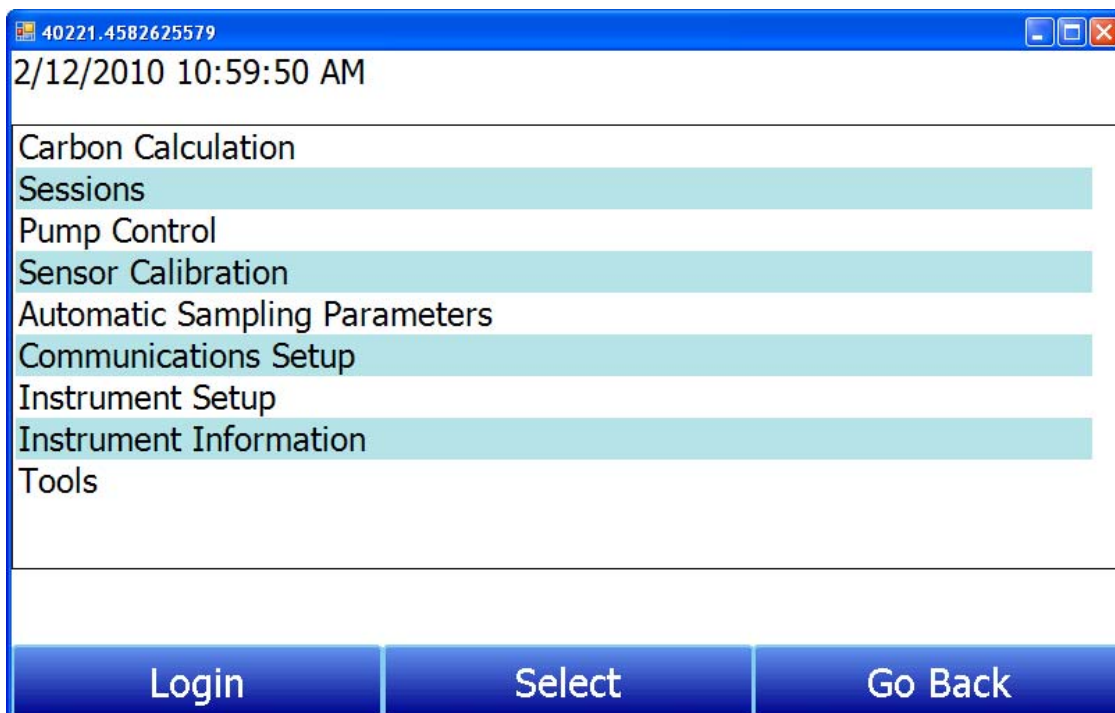 40221.4582625579
2/12/2010 10:59:50 AM
Carbon Calculation
Sessions
Pump Control
Sensor Calibration
Automatic Sampling Parameters
Communications Setup
Instrument Setup
Instrument Information
Tools
Login Select Go Back